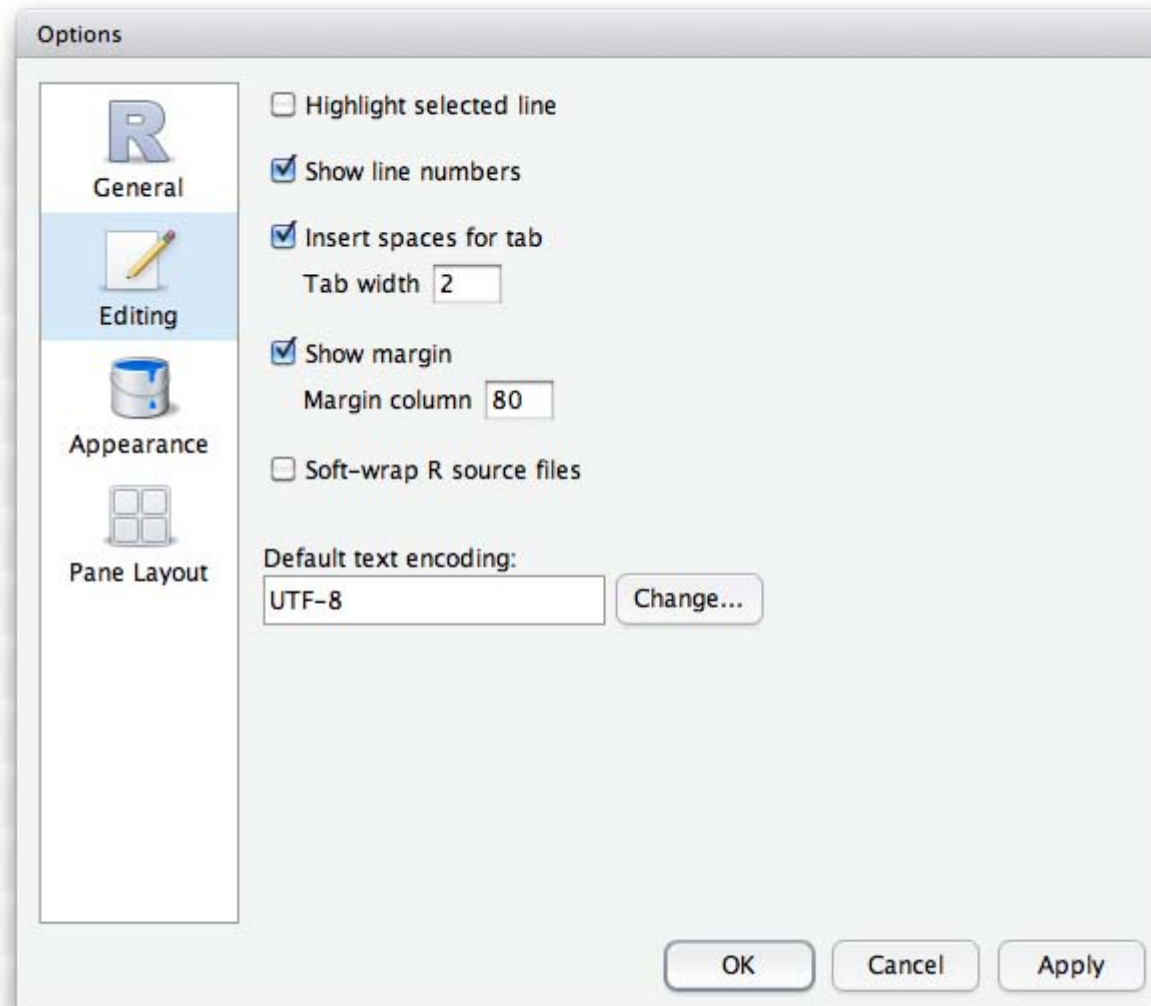 Options
R
General
Editing
Appearance
Pane Layout
Highlight selected line
Show line numbers
Insert spaces for tab
Tab width 2
Show margin
Margin column 80
Soft-wrap R source files
Default text encoding:
UTF-8 Change...
OK Cancel Apply